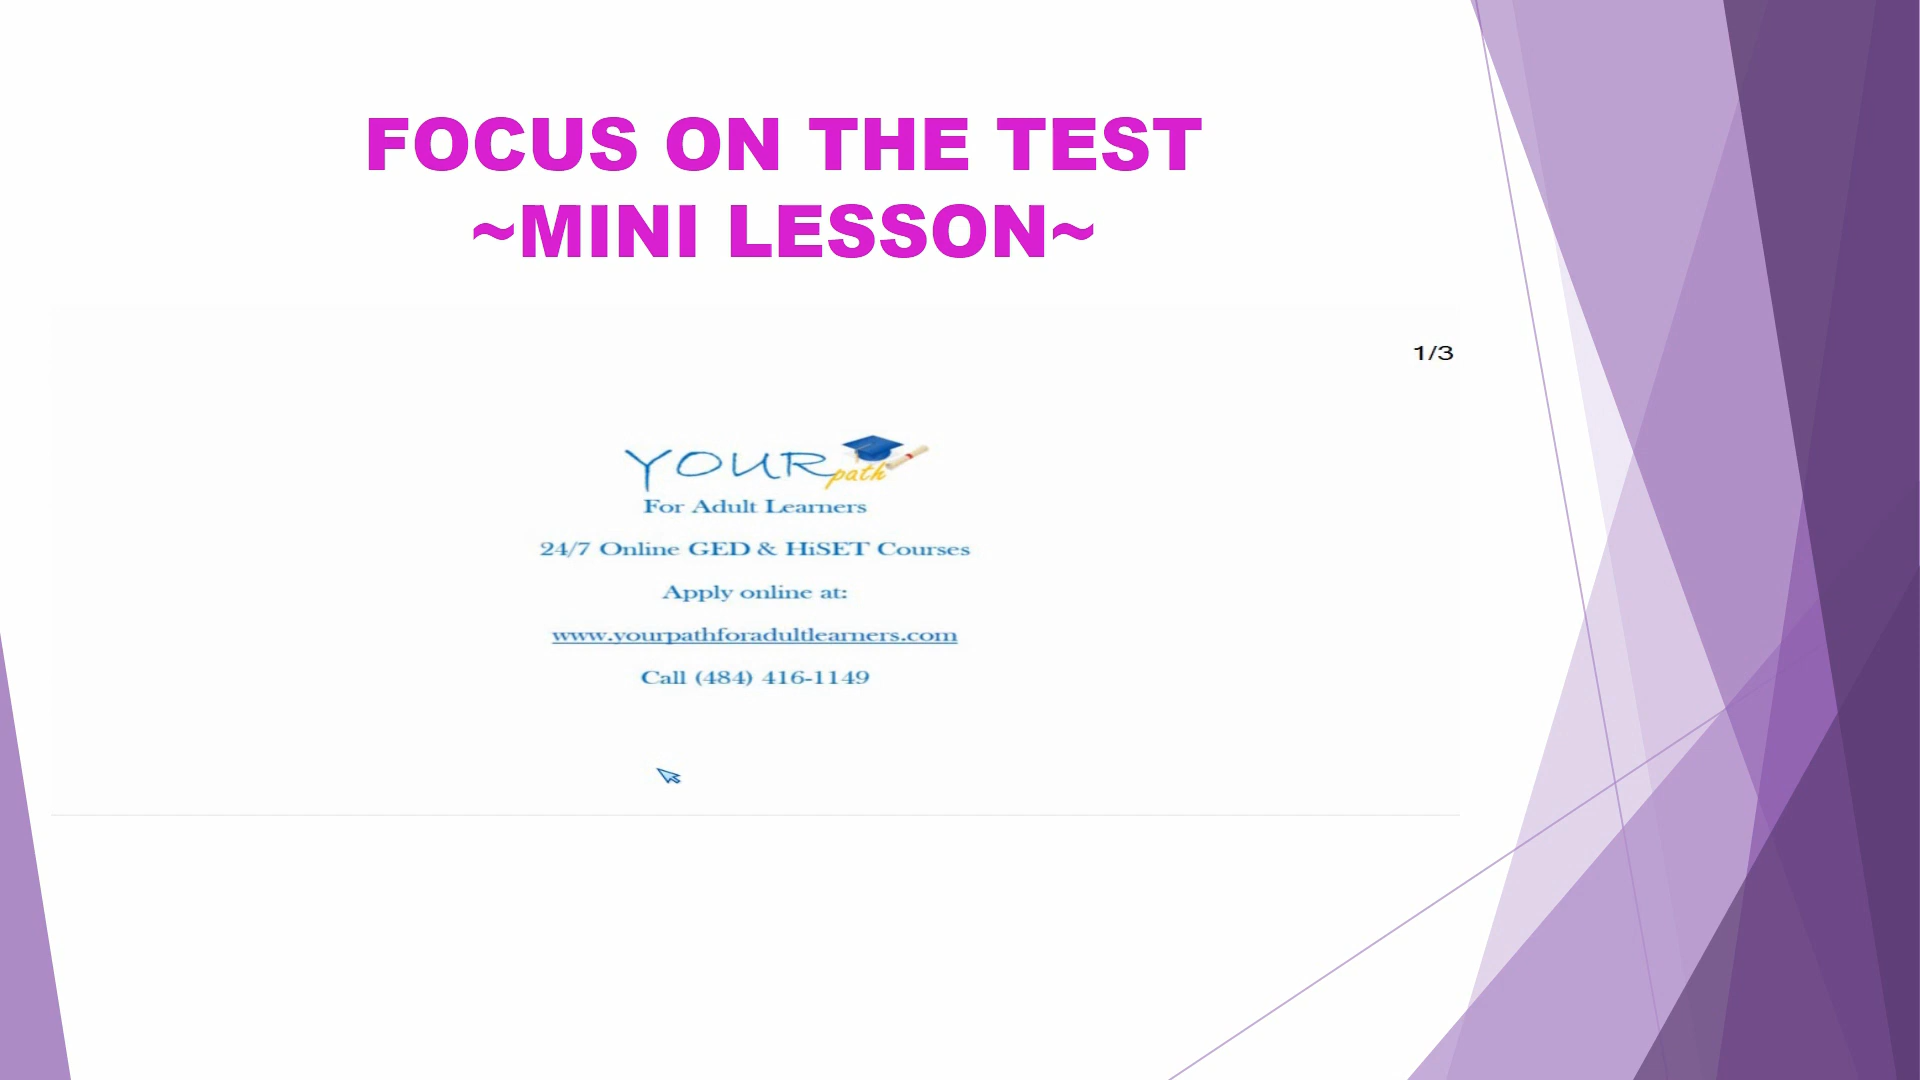 FOCUS ON THE TEST
~MINI LESSON~
1/3
YOUR path
For Adult Learners
24/7 Online GED & HiSET Courses
Apply online at:
www.yourpathforadultlearners.com
Call (484) 416-1149